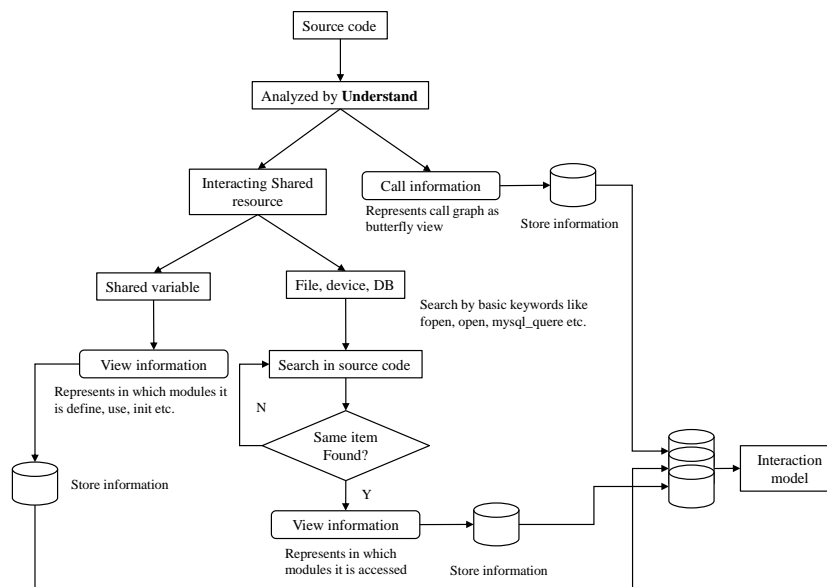 Source code
Analyzed by Understand
Interacting Shared
resource
Call information
Represents call graph as
butterfly view
Store information
Shared variable
File, device, DB
Search by basic keywords like
fopen, open, mysql_quere etc.
View information
Represents in which modules it
is define, use, init etc.
Search in source code
N
Same item
Found?
Y
Store information
View information
Represents in which
modules it is accessed
Store information
Interaction
model